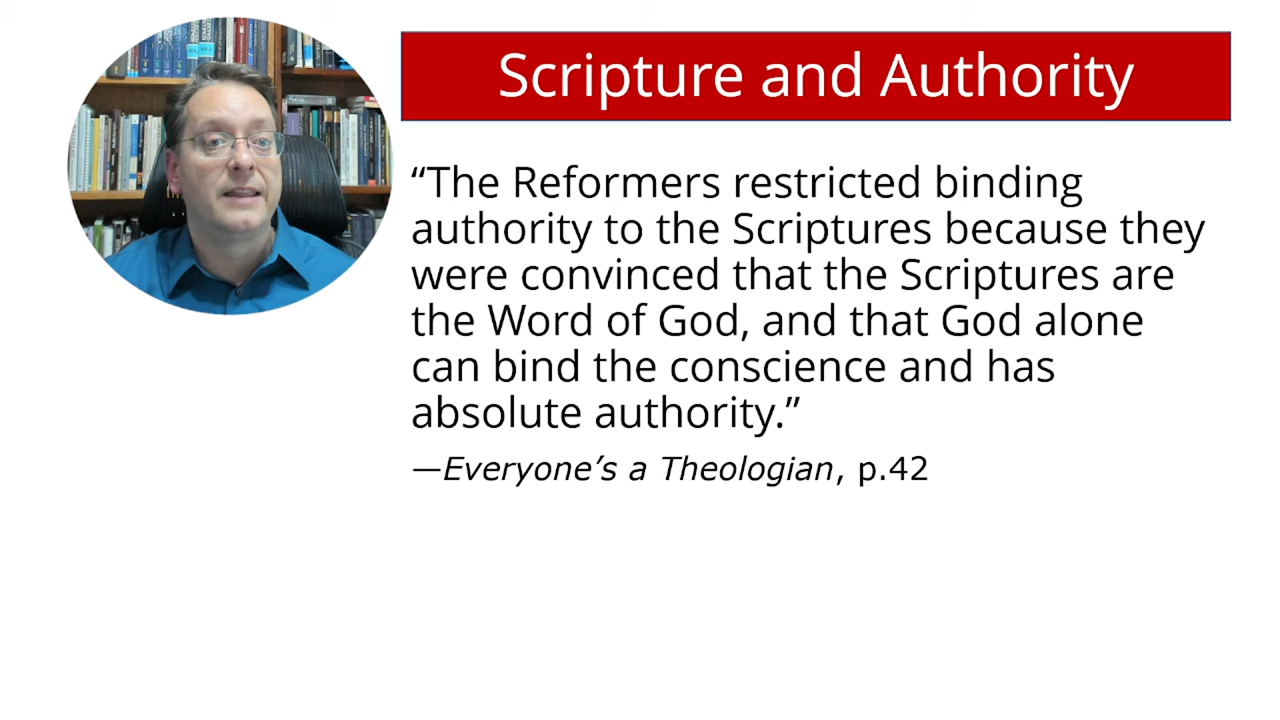 Scripture and Authority
“The Reformers restricted binding
authority to the Scriptures because they
were convinced that the Scriptures are
the Word of God, and that God alone
can bind the conscience and has
absolute authority.”
—Everyone’s a Theologian, p.42